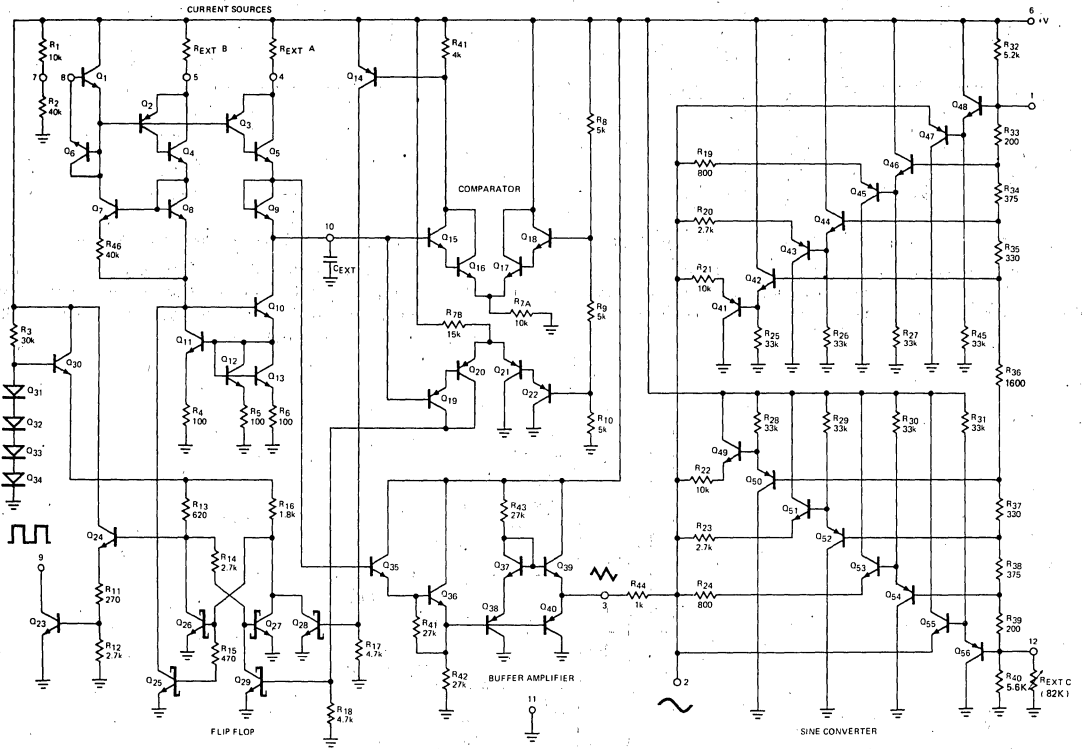 CURRENT SOURCES
6
+V
R1
10k
REXT B
REXT A
R41
4k
R32
5.2k
7
8
Q1
5
4
Q14
1
R2
40k
Q2
Q3
R8
5k
Q48
Q47
R33
200
Q6
Q4
Q5
R19
800
Q46
COMPARATOR
Q45
R34
375
Q7
Q8
Q9
R20
2.7k
Q44
R46
40k
10
Q15
Q18
Q43
R35
330
CEXT
Q16
Q17
R21
10k
Q42
Q10
R7A
10k
R9
5k
Q41
R3
30k
Q11
R7B
15k
R25
33k
R26
33k
R27
33k
R45
33k
Q30
Q12
Q13
Q20
Q21
R36
1600
Q31
Q19
Q22
R4
100
R5
100
R6
100
R10
5k
R28
33k
R29
33k
R30
33k
R31
33k
Q32
Q33
Q49
Q34
R22
10k
Q50
R13
620
R16
1.8k
R43
27k
Q51
R37
330
Q24
R23
2.7k
Q52
9
R14
2.7k
Q35
Q37
Q39
Q53
R38
375
R11
270
Q36
3
R44
1k
R24
800
Q54
Q23
Q26
Q27
Q28
R41
27k
Q38
Q40
Q55
R39
200
R12
2.7k
R15
470
R17
4.7k
Q56
12
Q25
Q29
R42
27k
BUFFER AMPLIFIER
2
R40
5.6K
REXT C
(82K)
R18
4.7k
11
FLIP FLOP
SINE CONVERTER